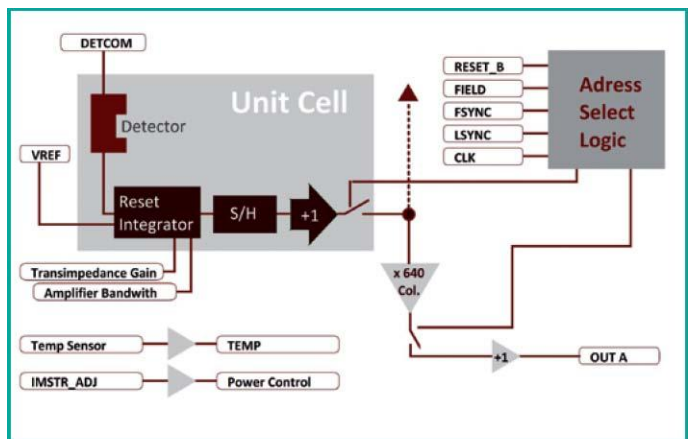 DETCOM
Unit Cell
Detector
VREF
Reset
Integrator
S/H
+1
Transimpedance Gain
Amplifier Bandwith
RESET_B
FIELD
FSYNC
LSYNC
CLK
Adress
Select
Logic
x 640
Col.
Temp Sensor
TEMP
+1
OUT A
IMSTR_ADJ
Power Control